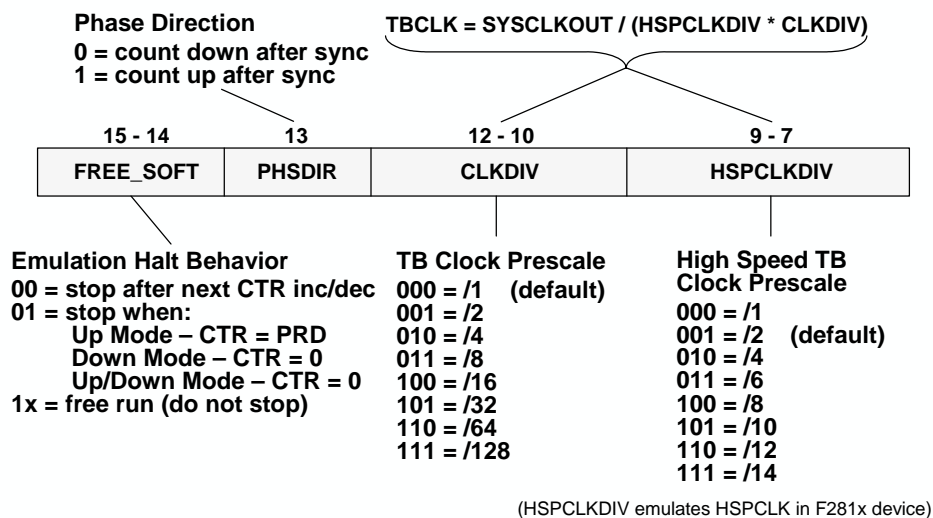 Phase Direction
0 = count down after sync
1 = count up after sync
TBCLK = SYSCLKOUT / (HSPCLKDIV * CLKDIV)
15 - 14
13
12 - 10
9 - 7
FREE_SOFT
PHSDIR
CLKDIV
HSPCLKDIV
Emulation Halt Behavior
00 = stop after next CTR inc/dec
01 = stop when:
Up Mode – CTR = PRD
Down Mode – CTR = 0
Up/Down Mode – CTR = 0
1x = free run (do not stop)
TB Clock Prescale
000 = /1 (default)
001 = /2
010 = /4
011 = /8
100 = /16
101 = /32
110 = /64
111 = /128
High Speed TB
Clock Prescale
000 = /1
001 = /2 (default)
010 = /4
011 = /6
100 = /8
101 = /10
110 = /12
111 = /14
(HSPCLKDIV emulates HSPCLK in F281x device)